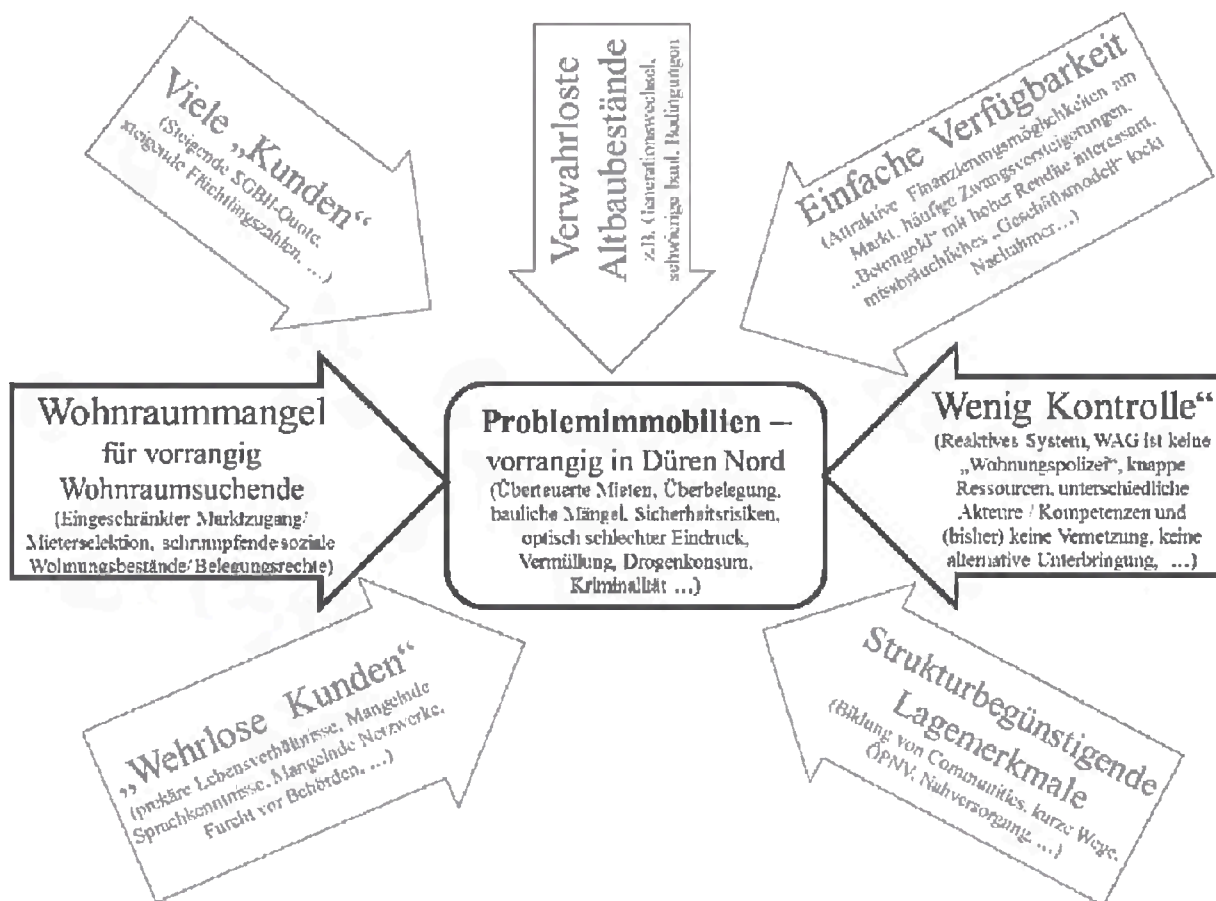 Viele „Kunden“
(Steigende SGBII-Quote,
steigende Flüchtlingszahlen, …)
Verwahrloste
Altbaubestände
z.B. Generationswechsel,
schwierige baul. Bedingungen
Einfache Verfügbarkeit
(Attraktive Finanzierungsmöglichkeiten am
Markt, häufige Zwangsversteigerungen,
„Betongold“ mit hoher Rendite interessant,
missbräuchliches „Geschäftsmodell“ lockt
Nachahmer…)
Wohnraummangel
für vorrangig
Wohnraumsuchende
(Eingeschränkter Marktzugang/
Mieterselektion, schrumpfende soziale
Wohnungsbestände/Belegungsrechte)
Problemimmobilien –
vorrangig in Düren Nord
(Überteuerte Mieten, Überbelegung,
bauliche Mängel, Sicherheitsrisiken,
optisch schlechter Eindruck,
Vermüllung, Drogenkonsum,
Kriminalität …)
Wenig Kontrolle“
(Reaktives System, WAG ist keine
„Wohnungspolizei“, knappe
Ressourcen, unterschiedliche
Akteure / Kompetenzen und
(bisher) keine Vernetzung, keine
alternative Unterbringung, …)
„Wehrlose Kunden“
(prekäre Lebensverhältnisse, Mangelnde
Sprachkenntnisse, Mangelnde Netzwerke,
Furcht vor Behörden, …)
Strukturbegünstigende
Lagemerkmale
(Bildung von Communities, kurze Wege,
ÖPNV, Nahversorgung, …)